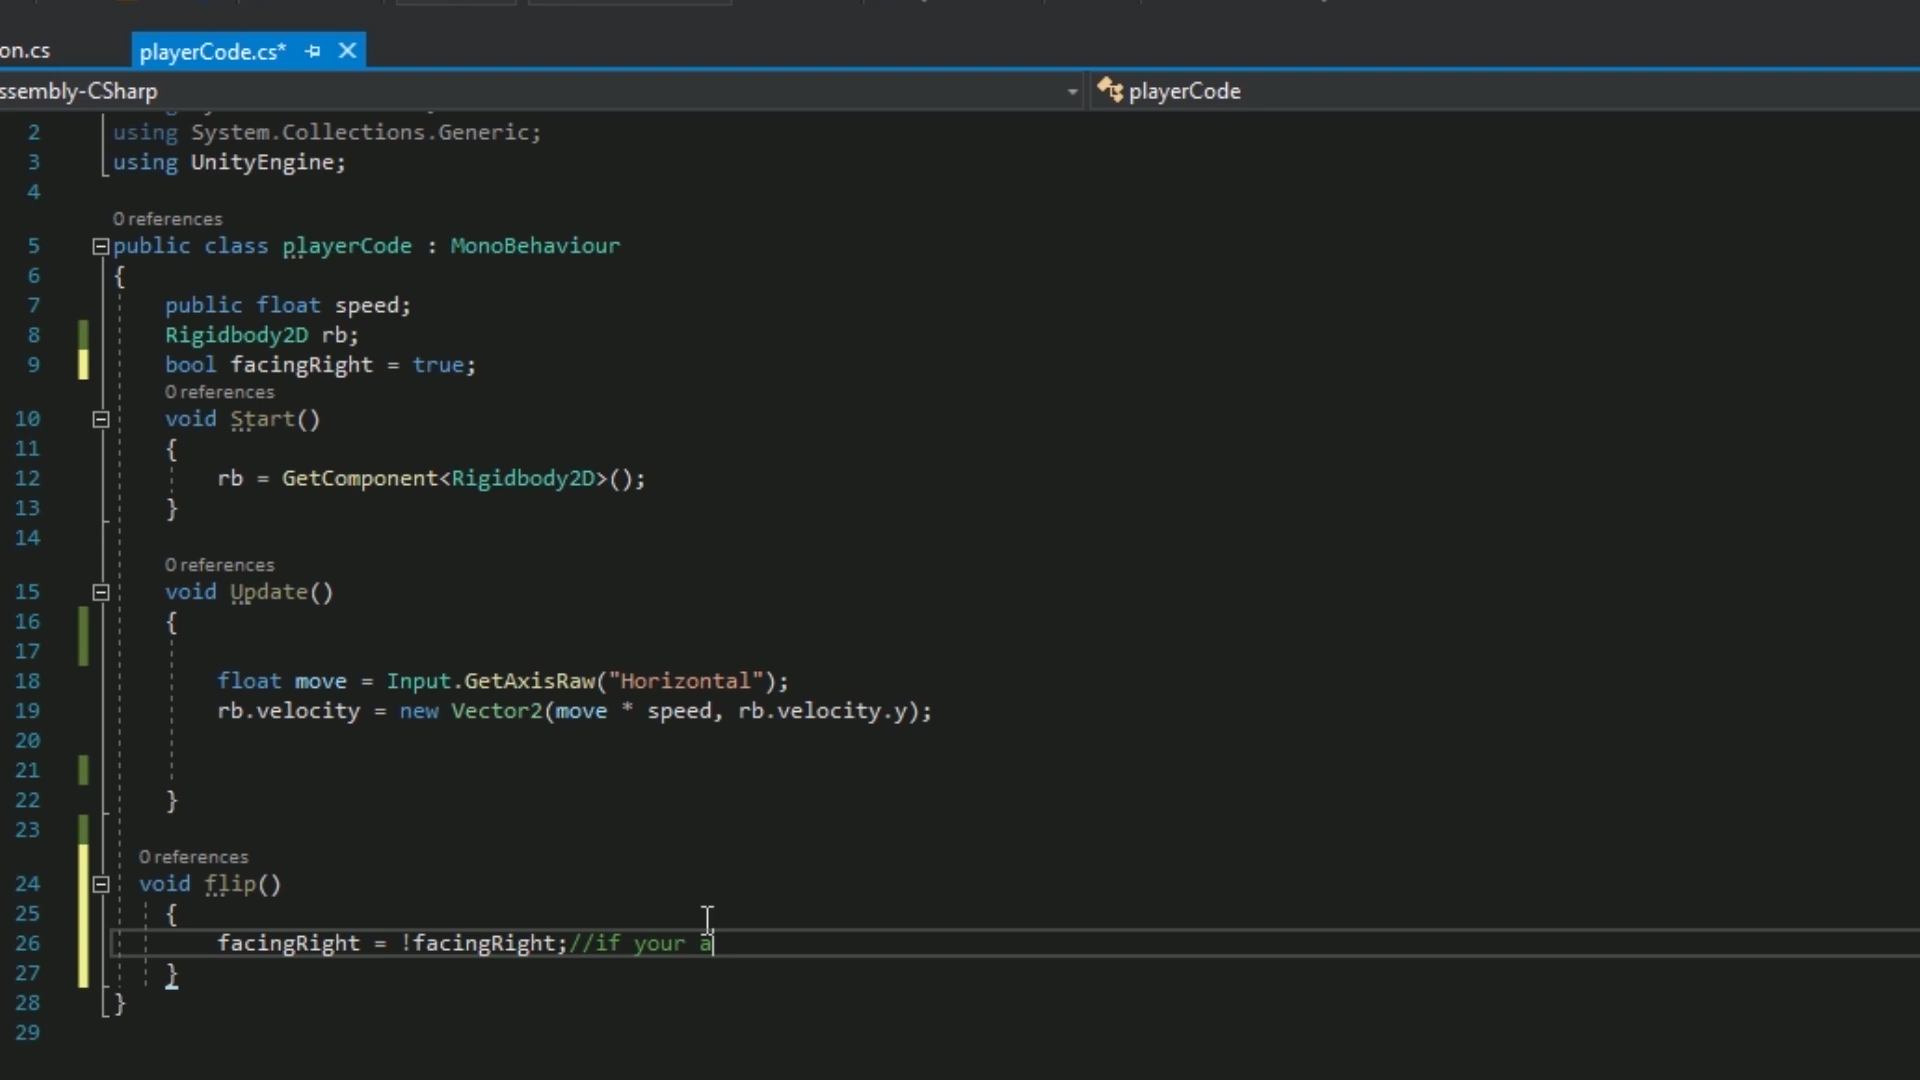 on.cs playerCode.cs*
ssembly-CSharp playerCode
2 using System.Collections.Generic;
3 using UnityEngine;
4
0 references
5 public class playerCode : MonoBehaviour
6 {
7 public float speed;
8 Rigidbody2D rb;
9 bool facingRight = true;
0 references
10 void Start()
11 {
12 rb = GetComponent<Rigidbody2D>();
13 }
14
0 references
15 void Update()
16 {
17
18 float move = Input.GetAxisRaw("Horizontal");
19 rb.velocity = new Vector2(move * speed, rb.velocity.y);
20
21
22 }
23
0 references
24 void flip()
25 {
26 facingRight = !facingRight;//if your a
27 }
28 }
29